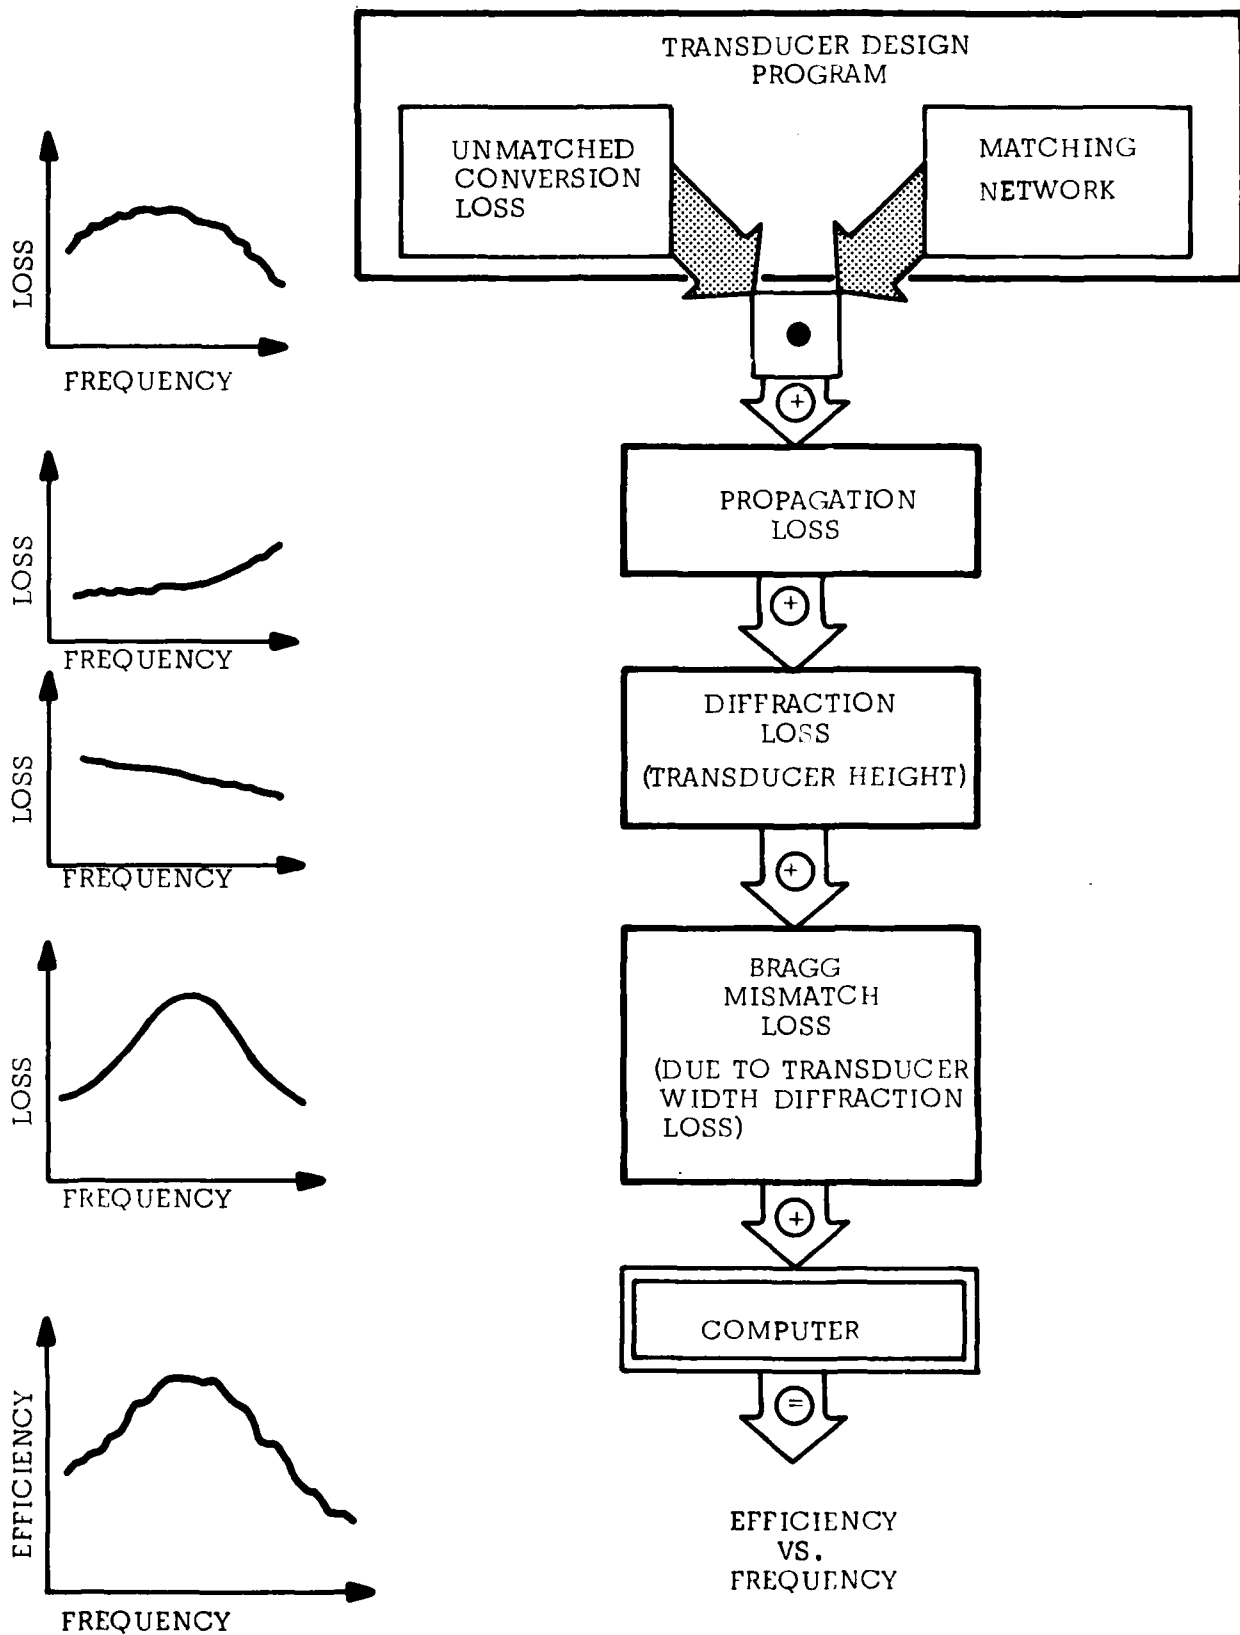 TRANSDUCER DESIGN
PROGRAM
UNMATCHED
CONVERSION
LOSS
MATCHING
NETWORK
LOSS
FREQUENCY
+
PROPAGATION
LOSS
LOSS
FREQUENCY
+
DIFFRACTION
LOSS
(TRANSDUCER HEIGHT)
LOSS
FREQUENCY
+
BRAGG
MISMATCH
LOSS
(DUE TO TRANSDUCER
WIDTH DIFFRACTION
LOSS)
LOSS
FREQUENCY
+
COMPUTER
=
EFFICIENCY
FREQUENCY
EFFICIENCY
VS.
FREQUENCY